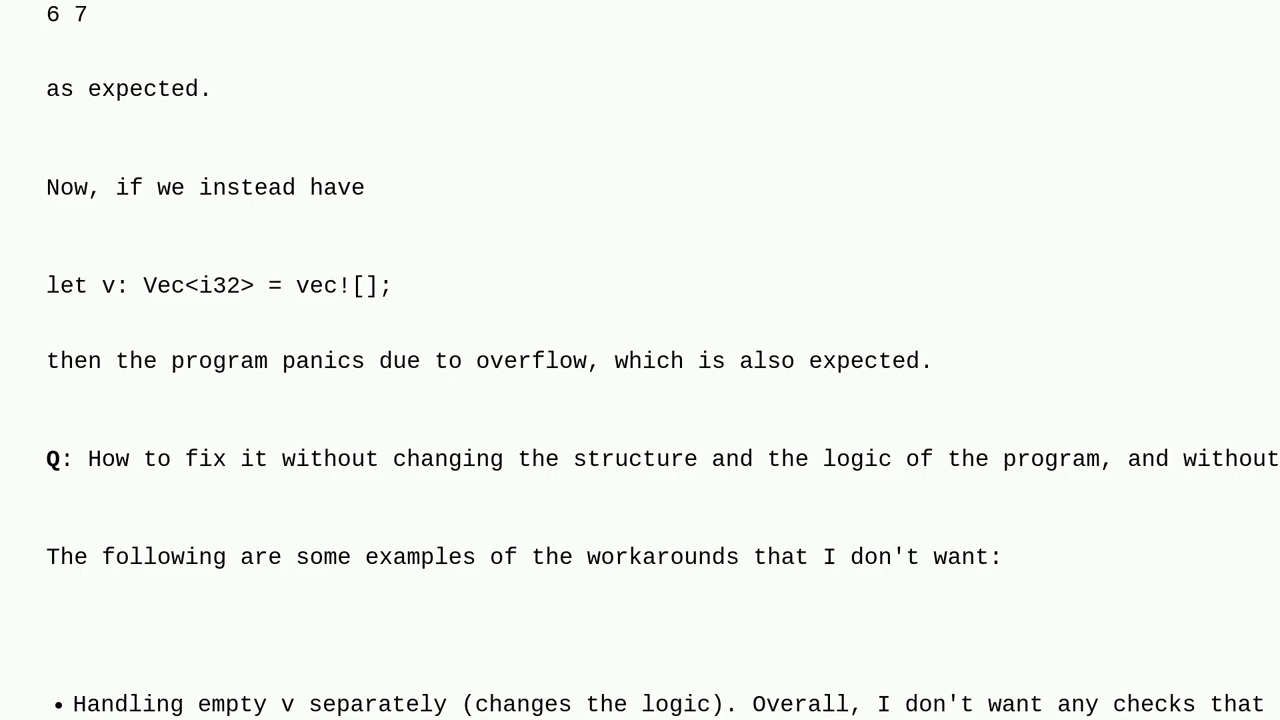 6 7
as expected.
Now, if we instead have
let v: Vec<i32> = vec![];
then the program panics due to overflow, which is also expected.
Q: How to fix it without changing the structure and the logic of the program, and without
The following are some examples of the workarounds that I don't want:
• Handling empty v separately (changes the logic). Overall, I don't want any checks that